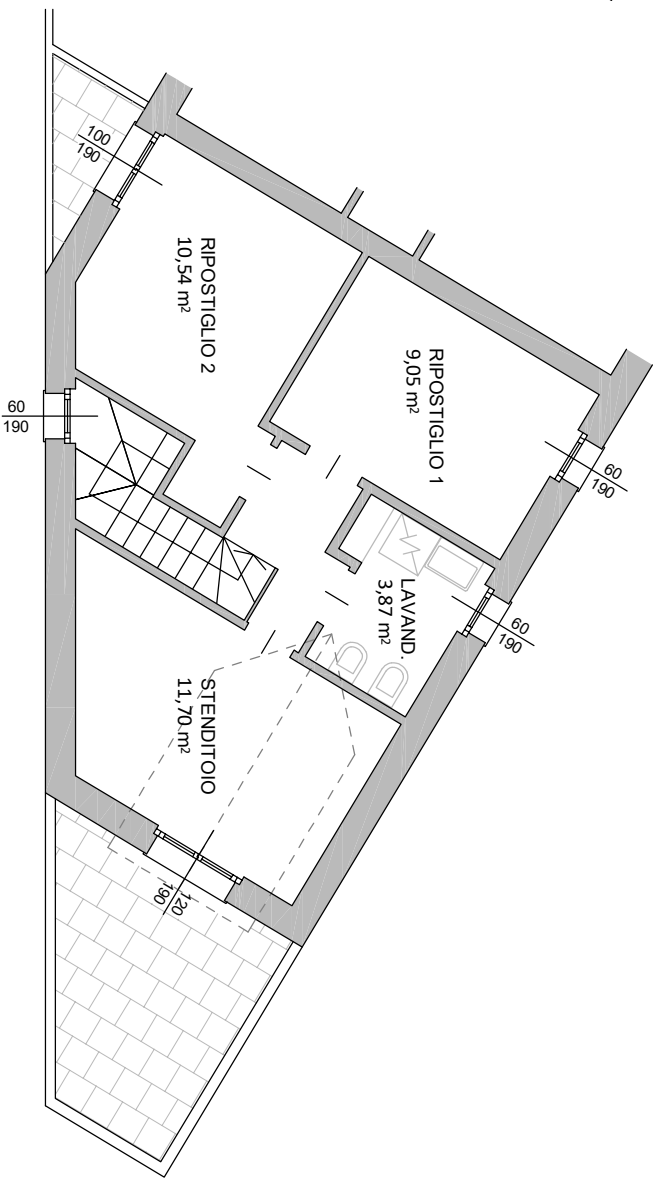 100
190
RIPOSTIGLIO 2
10,54 m²
RIPOSTIGLIO 1
9,05 m²
60
190
60
190
LAVAND.
3,87 m²
60
190
STENDITOIO
11,70 m²
120
190